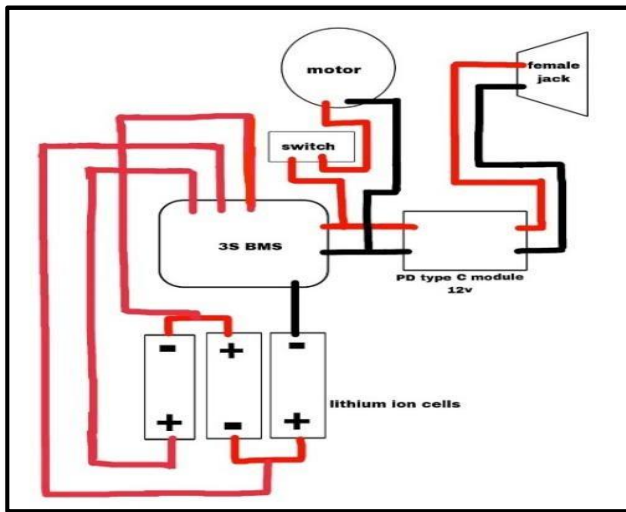 motor
female
jack
switch
3S BMS
PD type C module
12v
-
+
-
lithium ion cells
+
-
+